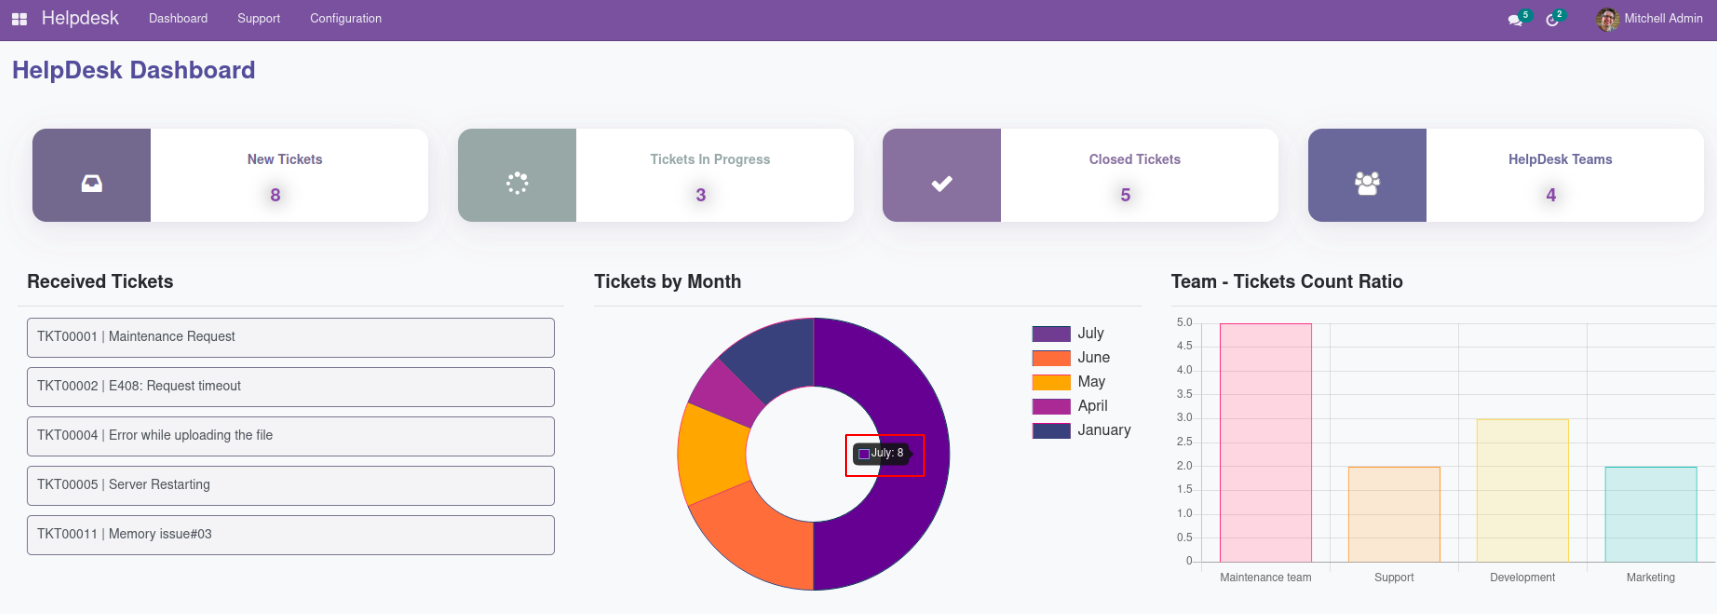 Helpdesk Dashboard Support Configuration 5 2 Mitchell Admin
HelpDesk Dashboard
New Tickets
8
Tickets In Progress
3
Closed Tickets
5
HelpDesk Teams
4
Received Tickets
TKT00001 | Maintenance Request
TKT00002 | E408: Request timeout
TKT00004 | Error while uploading the file
TKT00005 | Server Restarting
TKT00011 | Memory issue#03
Tickets by Month
July
June
May
April
January
July: 8
Team - Tickets Count Ratio
5.0
4.5
4.0
3.5
3.0
2.5
2.0
1.5
1.0
0.5
0
Maintenance team Support Development Marketing